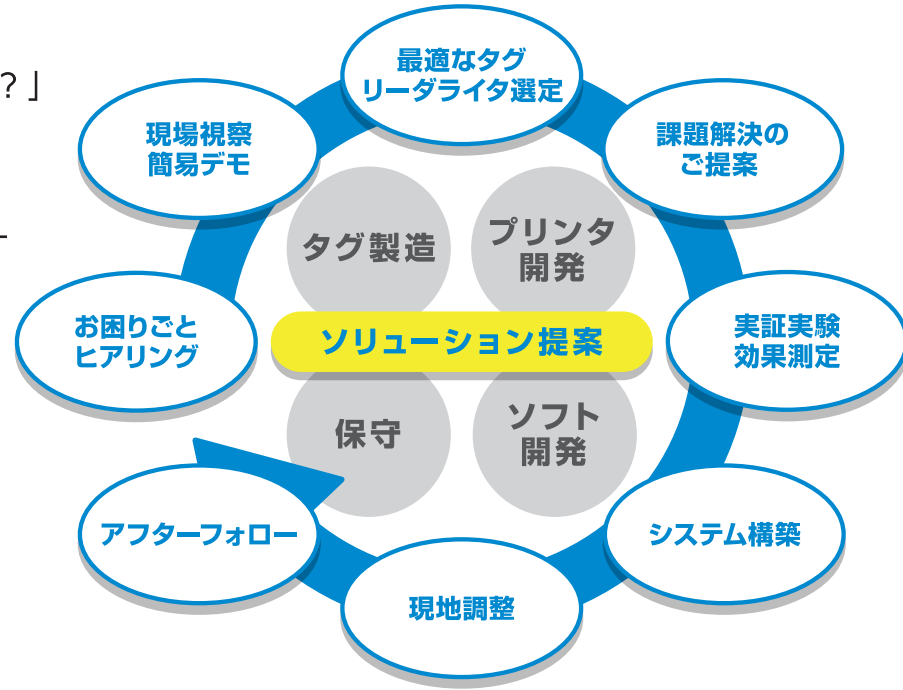 ？」
最適なタグ
リーダライタ選定
現場視察
簡易デモ
課題解決の
ご提案
タグ製造
プリンタ
開発
お困りごと
ヒアリング
ソリューション提案
実証実験
効果測定
保守
ソフト
開発
アフターフォロー
システム構築
現地調整